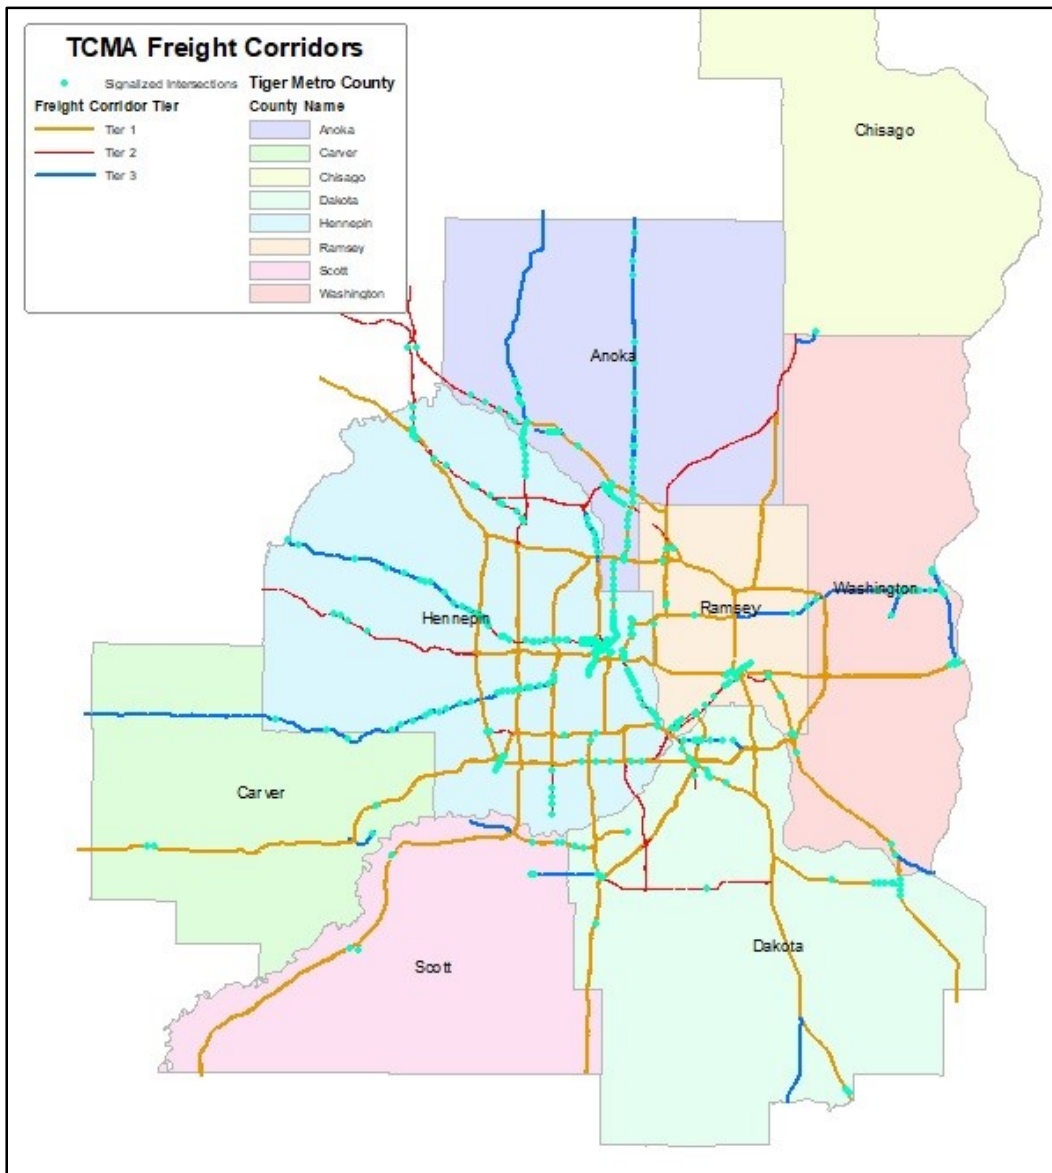 TCMA Freight Corridors
Signalized Intersections
Freight Corridor Tier
Tier 1
Tier 2
Tier 3
Tiger Metro County
County Name
Anoka
Carver
Chisago
Dakota
Hennepin
Ramsey
Scott
Washington
Chisago
Anoka
Washington
Ramsey
Hennepin
Carver
Dakota
Scott